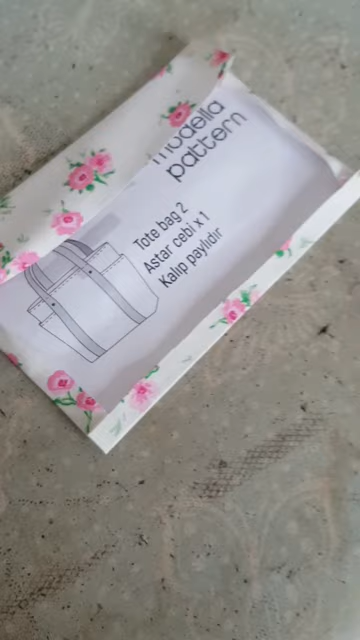 modella
pattern
Tote bag 2
Astar cebi x 1
Kalıp paylıdır